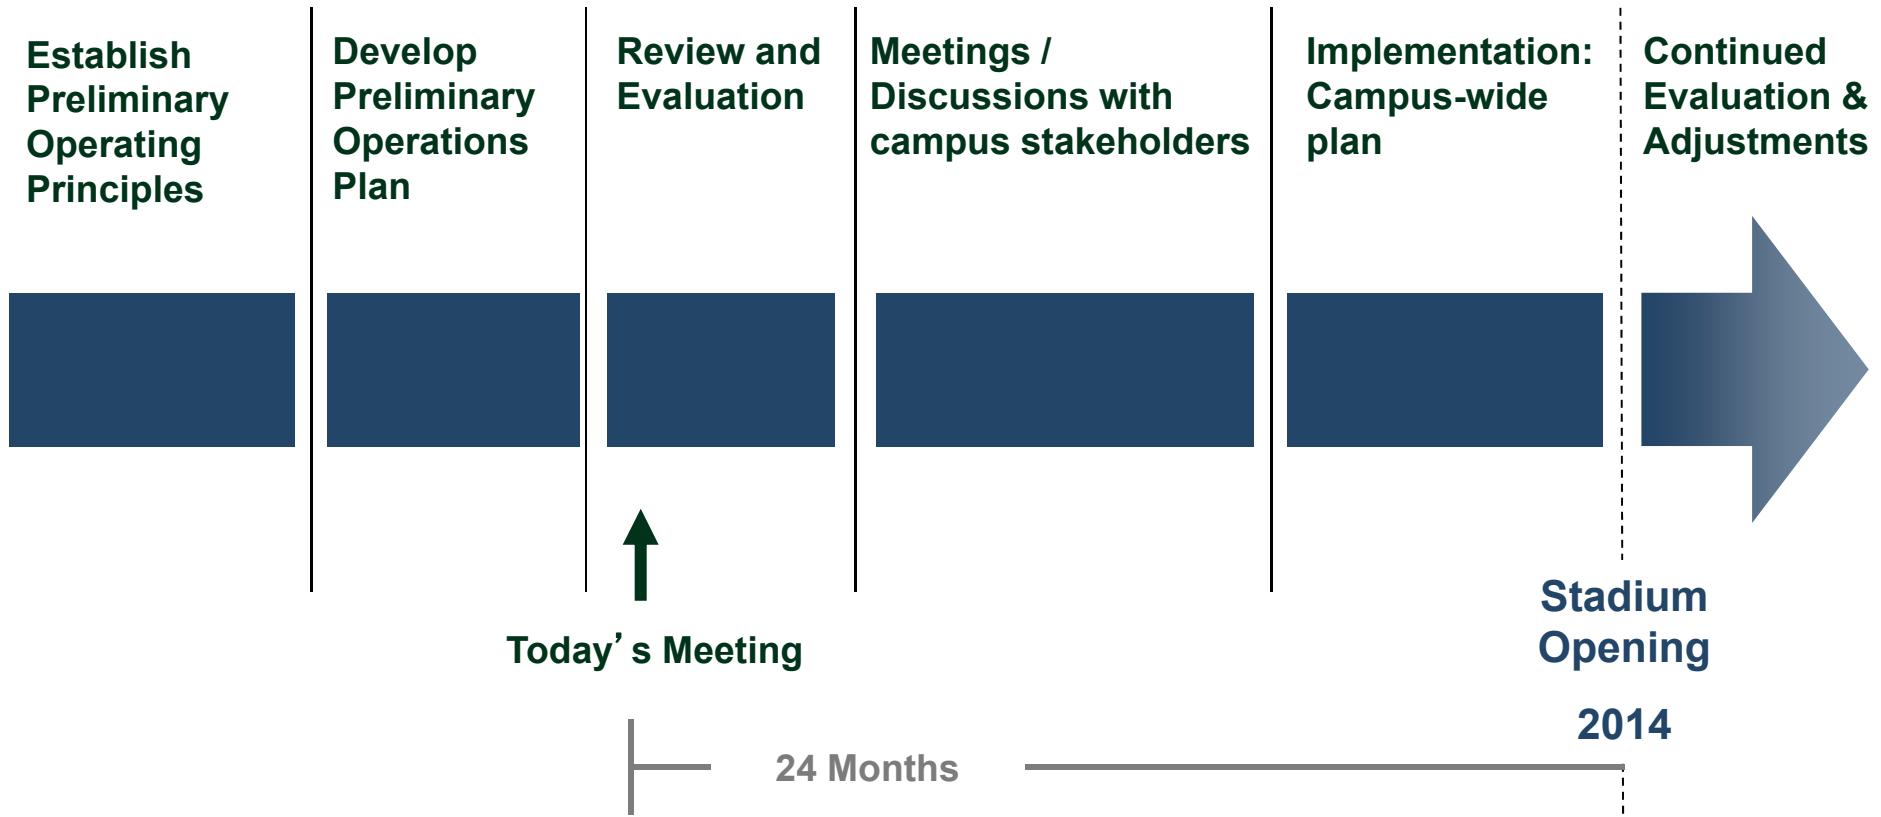 Establish
Preliminary
Operating
Principles
Develop
Preliminary
Operations
Plan
Review and
Evaluation
Meetings /
Discussions with
campus stakeholders
Implementation:
Campus-wide
plan
Continued
Evaluation &
Adjustments
Today’s Meeting
Stadium
Opening
2014
24 Months